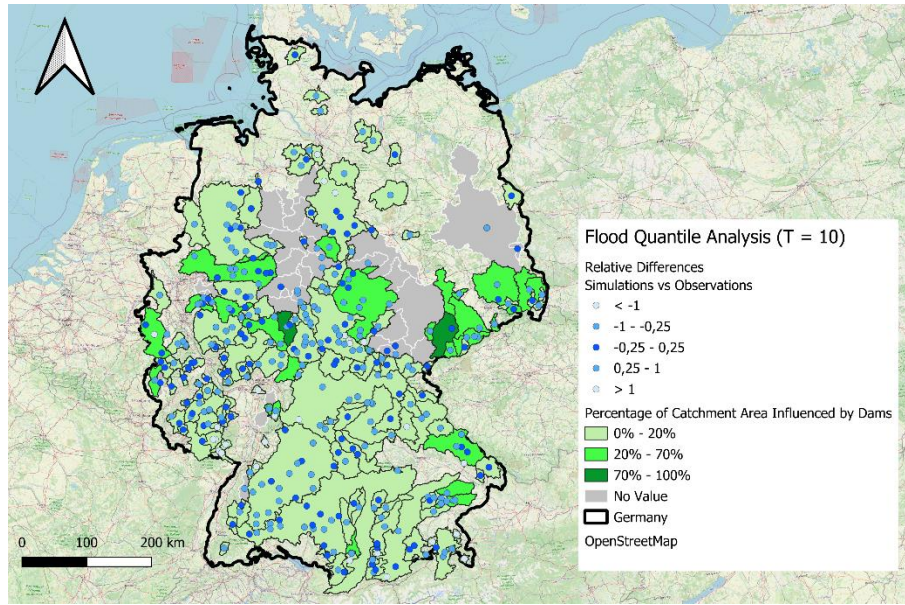 Flood Quantile Analysis (T = 10)
Relative Differences
Simulations vs Observations
< -1
-1 - -0,25
-0,25 - 0,25
0,25 - 1
> 1
Percentage of Catchment Area Influenced by Dams
0% - 20%
20% - 70%
70% - 100%
No Value
Germany
OpenStreetMap
0
100
200 km